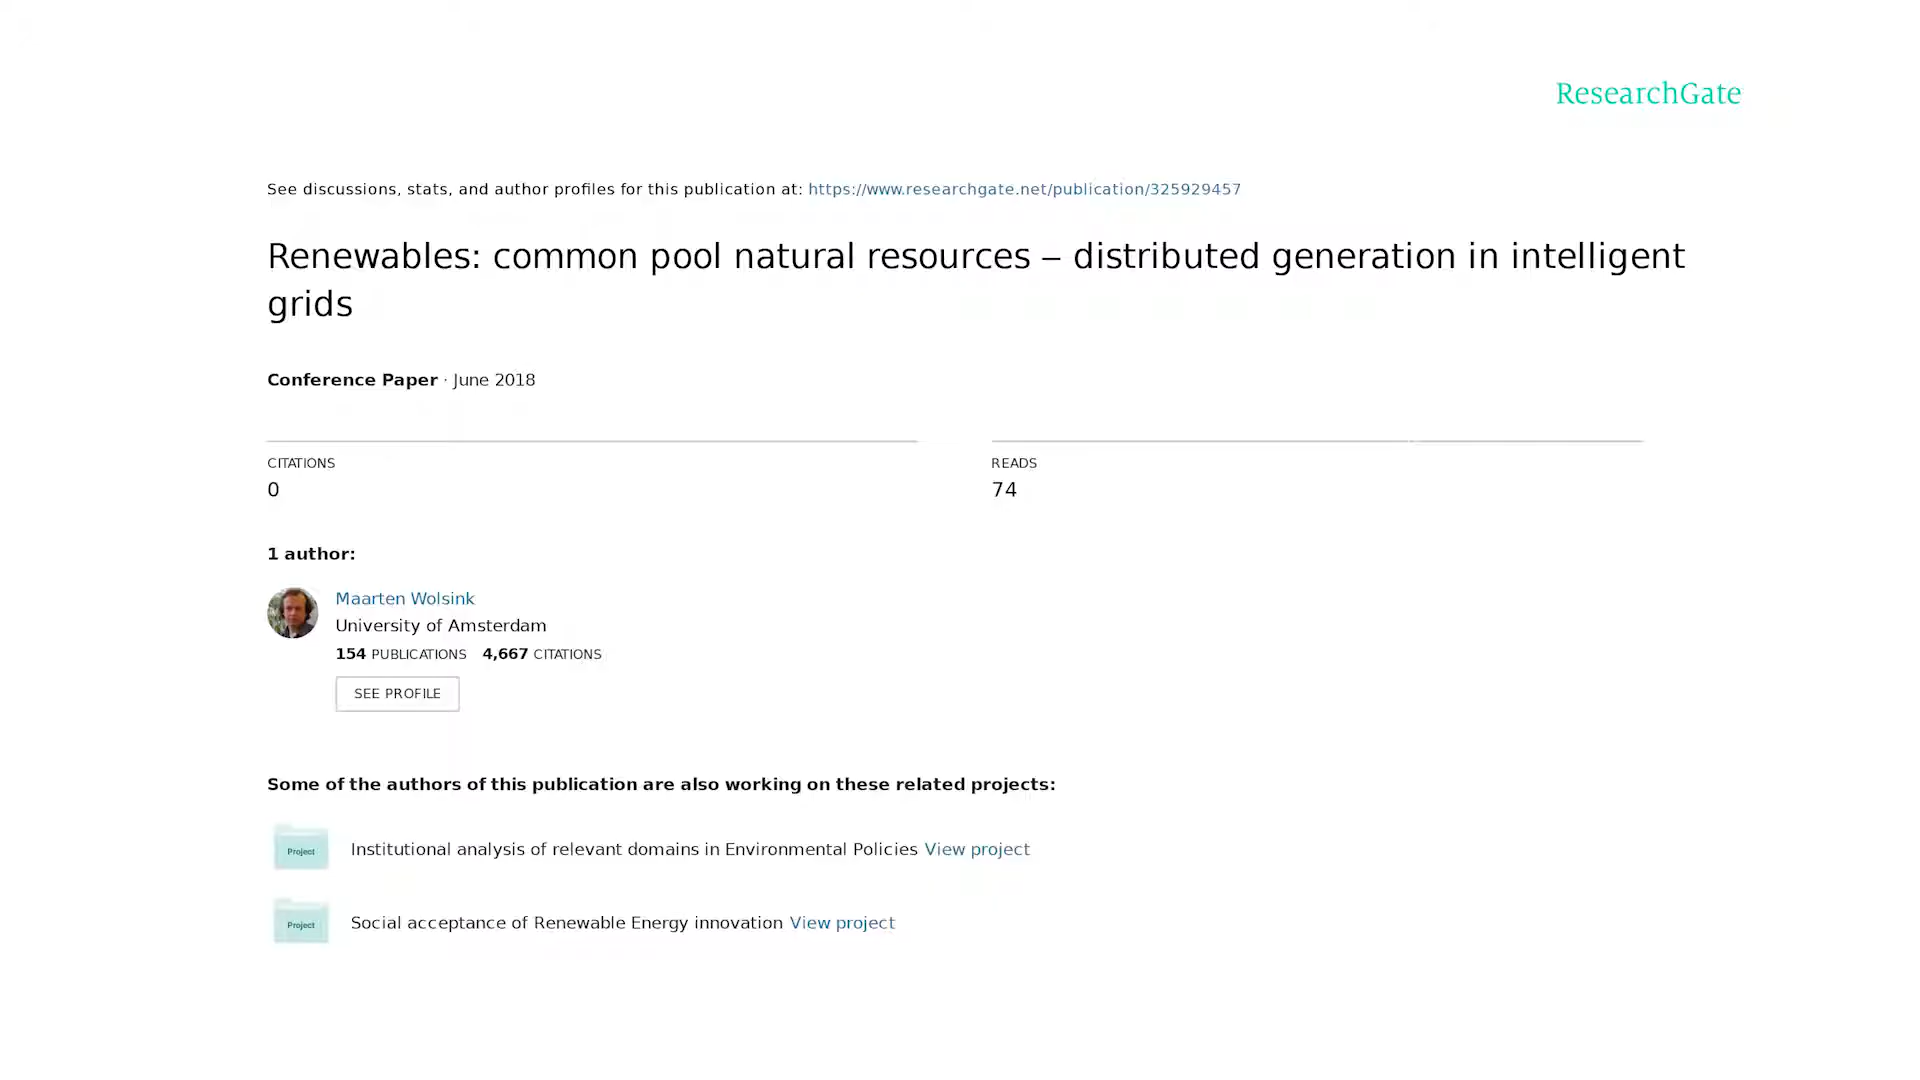 ResearchGate
See discussions, stats, and author profiles for this publication at: https://www.researchgate.net/publication/325929457
Renewables: common pool natural resources – distributed generation in intelligent
grids
Conference Paper · June 2018
CITATIONS
0
READS
74
1 author:
Maarten Wolsink
University of Amsterdam
154 PUBLICATIONS 4,667 CITATIONS
SEE PROFILE
Some of the authors of this publication are also working on these related projects:
Project
Institutional analysis of relevant domains in Environmental Policies View project
Project
Social acceptance of Renewable Energy innovation View project